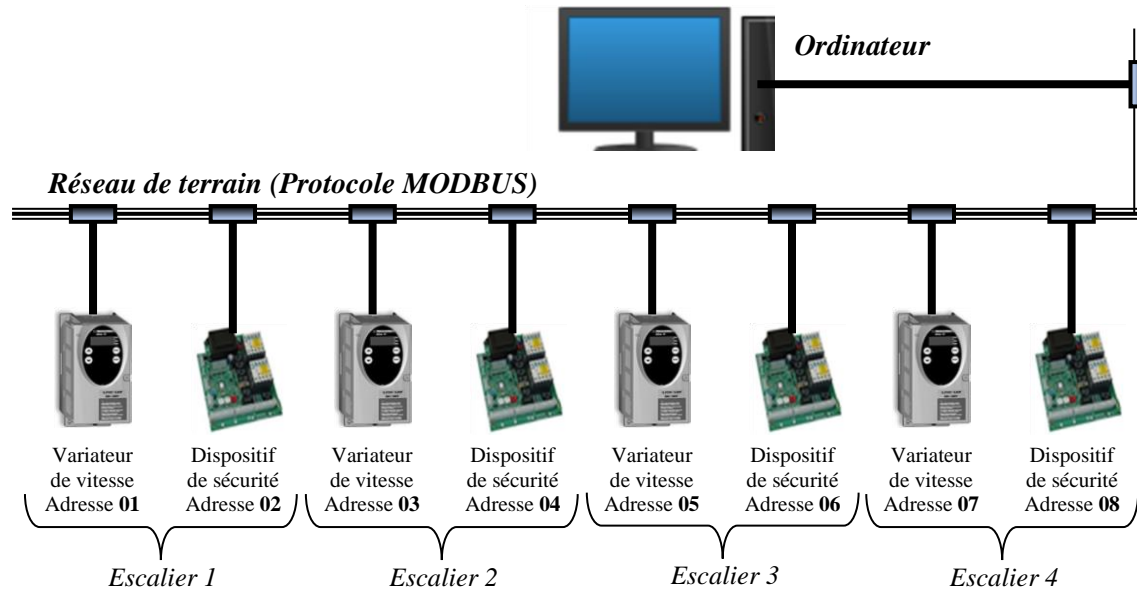 Ordinateur
Réseau de terrain (Protocole MODBUS)
Variateur
de vitesse
Adresse 01
Dispositif
de sécurité
Adresse 02
Variateur
de vitesse
Adresse 03
Dispositif
de sécurité
Adresse 04
Variateur
de vitesse
Adresse 05
Dispositif
de sécurité
Adresse 06
Variateur
de vitesse
Adresse 07
Dispositif
de sécurité
Adresse 08
Escalier 1
Escalier 2
Escalier 3
Escalier 4